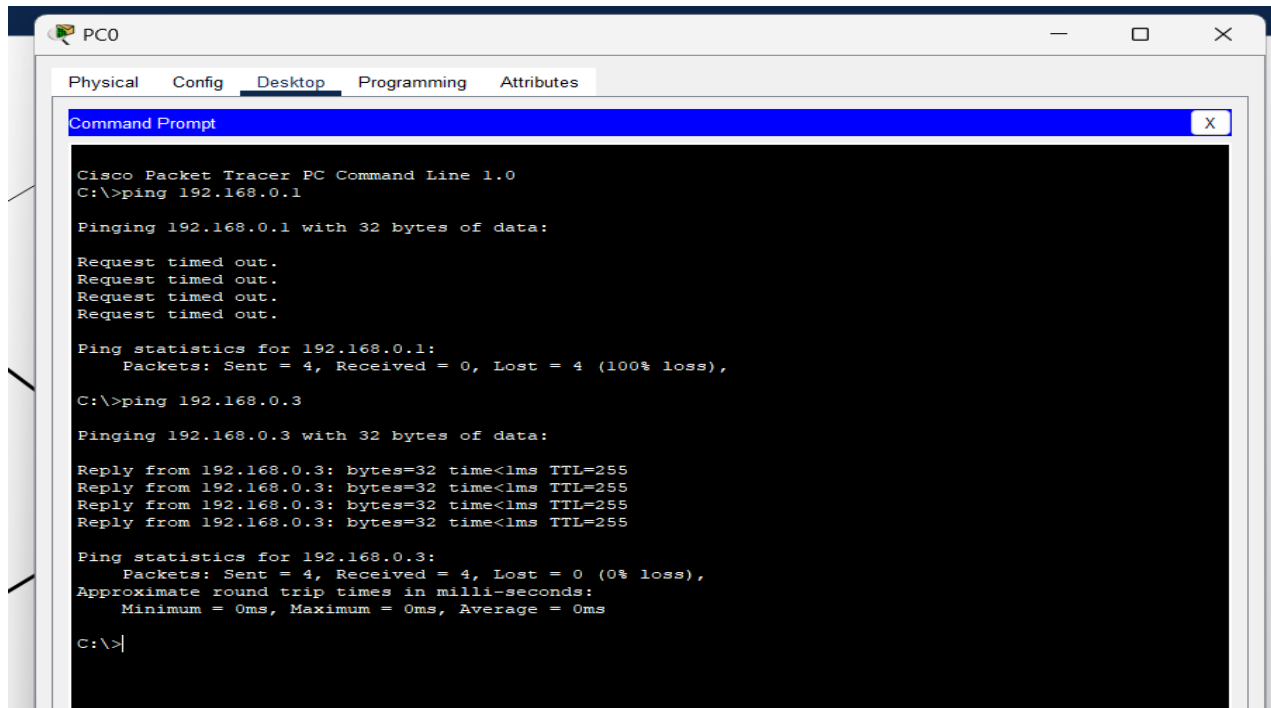 PC0
Physical Config Desktop Programming Attributes
Command Prompt
X
Cisco Packet Tracer PC Command Line 1.0
C:\>ping 192.168.0.1
Pinging 192.168.0.1 with 32 bytes of data:
Request timed out.
Request timed out.
Request timed out.
Request timed out.
Ping statistics for 192.168.0.1:
Packets: Sent = 4, Received = 0, Lost = 4 (100% loss),
C:\>ping 192.168.0.3
Pinging 192.168.0.3 with 32 bytes of data:
Reply from 192.168.0.3: bytes=32 time<1ms TTL=255
Reply from 192.168.0.3: bytes=32 time<1ms TTL=255
Reply from 192.168.0.3: bytes=32 time<1ms TTL=255
Reply from 192.168.0.3: bytes=32 time<1ms TTL=255
Ping statistics for 192.168.0.3:
Packets: Sent = 4, Received = 4, Lost = 0 (0% loss),
Approximate round trip times in milli-seconds:
Minimum = 0ms, Maximum = 0ms, Average = 0ms
C:\>